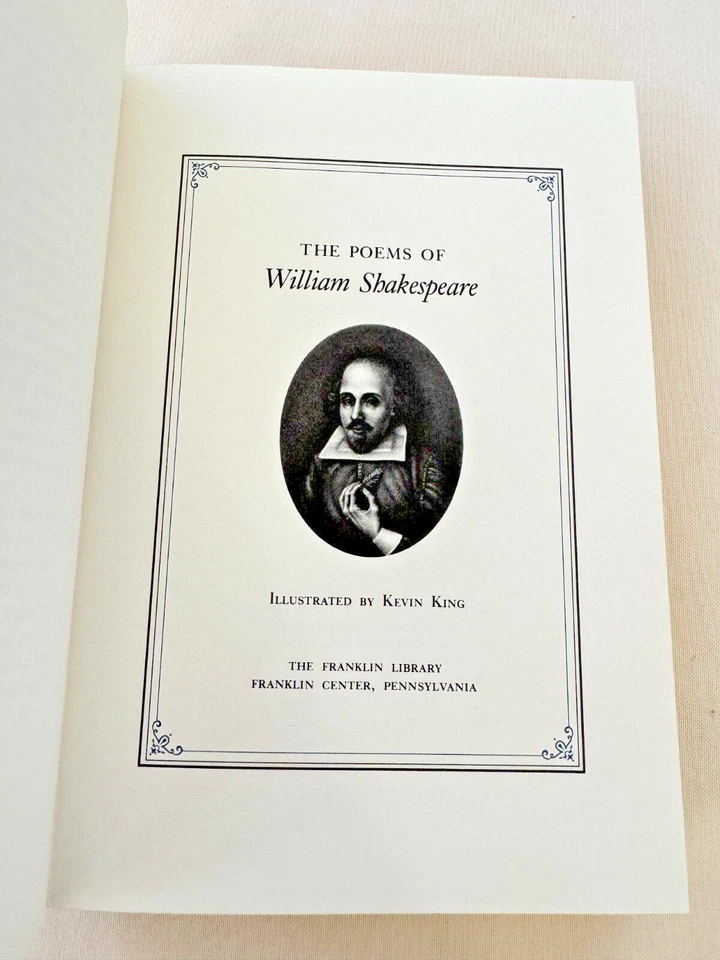 THE POEMS OF
William Shakespeare
ILLUSTRATED BY KEVIN KING
THE FRANKLIN LIBRARY
FRANKLIN CENTER, PENNSYLVANIA